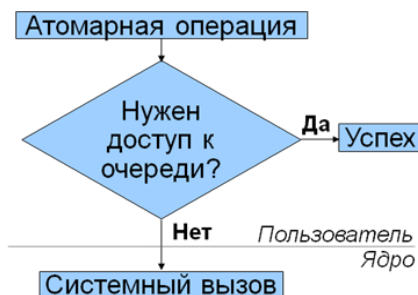 Атомарная операция
Нужен
доступ к
очереди?
Да
Успех
Нет
Пользователь
Ядро
Системный вызов